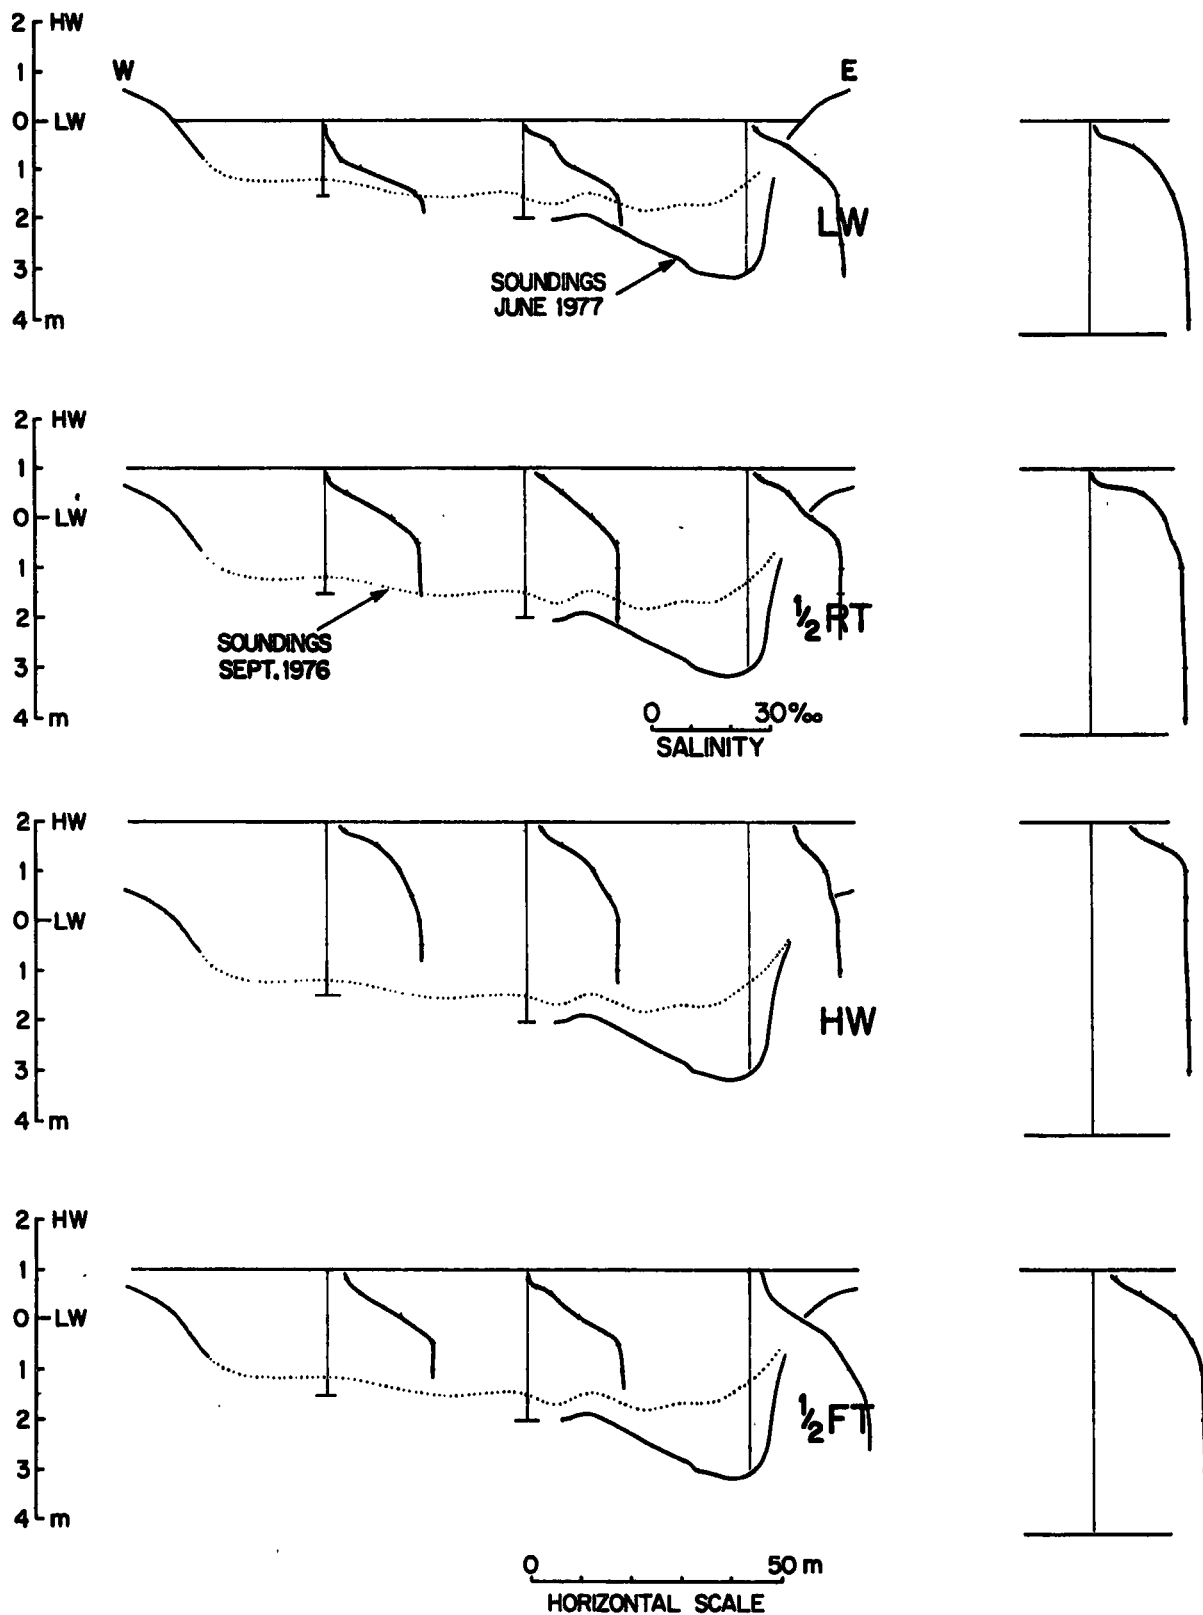 2 HW
W
1
E
0 LW
1
2
LW
3
SOUNDINGS
JUNE 1977
4 m
2 HW
1
0 LW
1
½ RT
2
SOUNDINGS
SEPT. 1976
3
4 m
0 30‰
SALINITY
2 HW
1
0 LW
1
2
HW
3
4 m
2 HW
1
0 LW
1
½ FT
2
3
4 m
0 50 m
HORIZONTAL SCALE